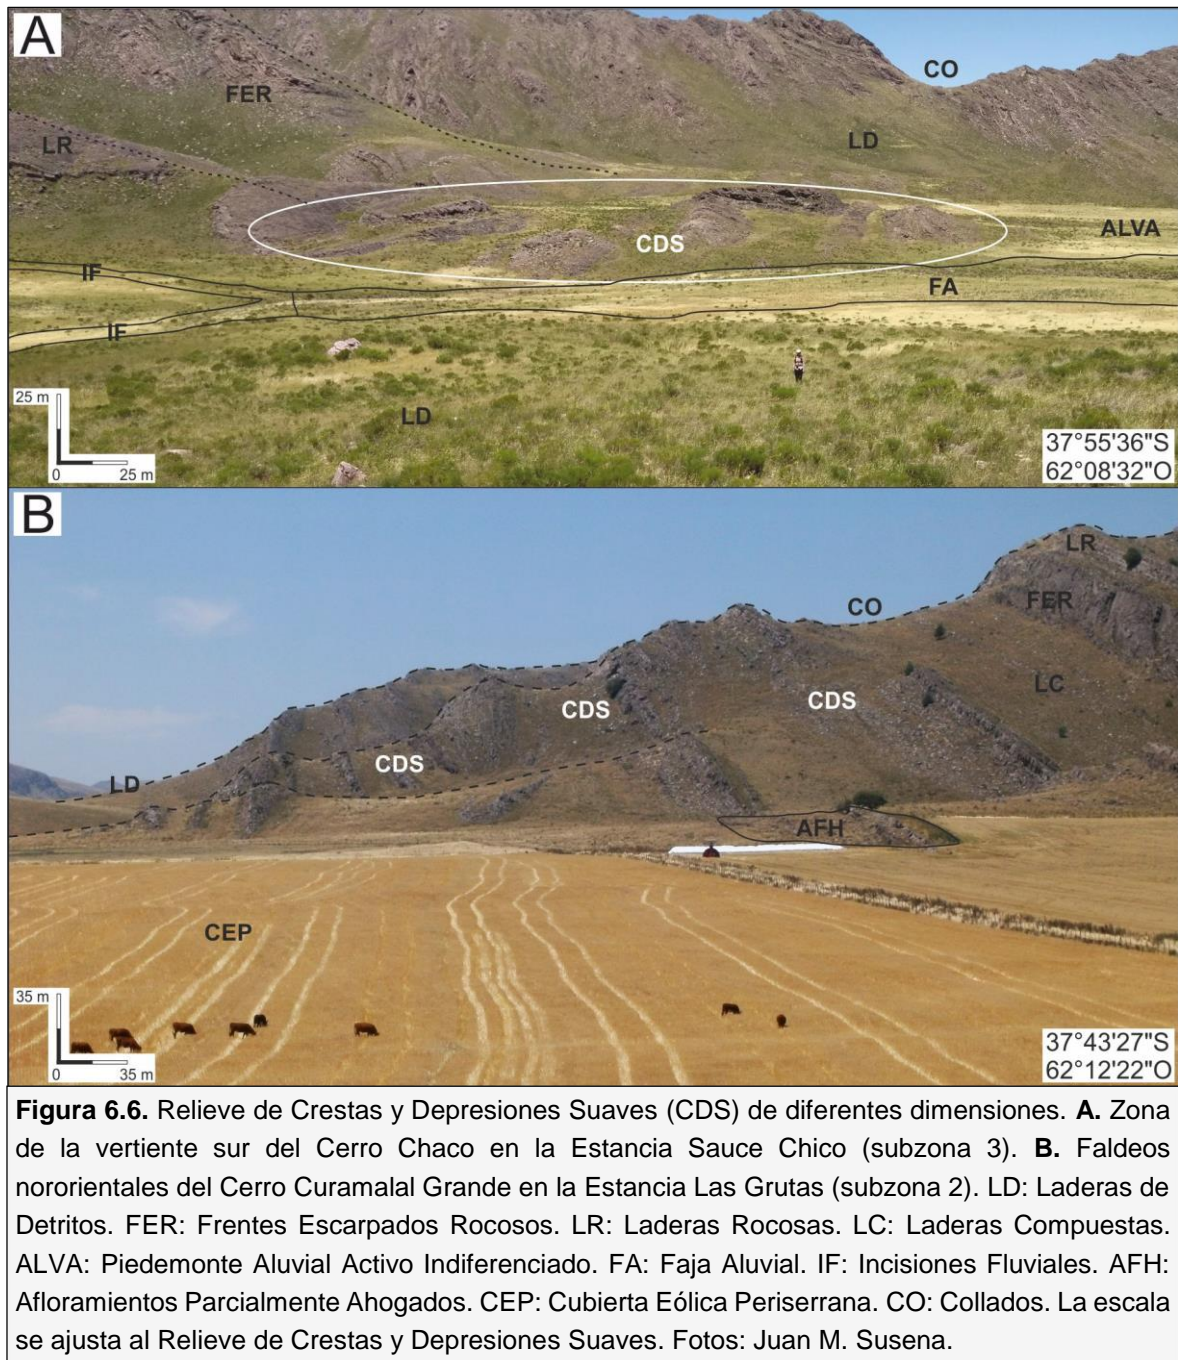 A
CO
FER
LR
LD
ALVA
CDS
IF
FA
IF
25 m
LD
0 25 m
37°55'36"S
62°08'32"O
B
LR
CO
FER
LC
CDS
CDS
CDS
LD
AFH
CEP
35 m
0 35 m
37°43'27"S
62°12'22"O
Figura 6.6. Relieve de Crestas y Depresiones Suaves (CDS) de diferentes dimensiones. A. Zona
de la vertiente sur del Cerro Chaco en la Estancia Sauce Chico (subzona 3). B. Faldeos
nororientales del Cerro Curamalal Grande en la Estancia Las Grutas (subzona 2). LD: Laderas de
Detritos. FER: Frentes Escarpados Rocosos. LR: Laderas Rocosas. LC: Laderas Compuestas.
ALVA: Piedemonte Aluvial Activo Indiferenciado. FA: Faja Aluvial. IF: Incisiones Fluviales. AFH:
Afloramientos Parcialmente Ahogados. CEP: Cubierta Eólica Periserrana. CO: Collados. La escala
se ajusta al Relieve de Crestas y Depresiones Suaves. Fotos: Juan M. Susena.